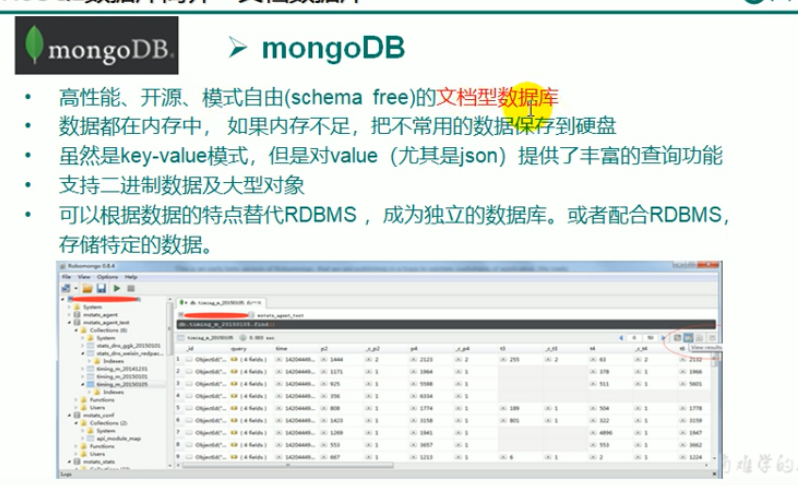 mongoDB.
➢ mongoDB
• 高性能、开源、模式自由(schema free)的文档型数据库
• 数据都在内存中， 如果内存不足，把不常用的数据保存到硬盘
• 虽然是key-value模式，但是对value（尤其是json）提供了丰富的查询功能
• 支持二进制数据及大型对象
• 可以根据数据的特点替代RDBMS ，成为独立的数据库。或者配合RDBMS，
存储特定的数据。
Robomongo 0.8.4
File View Options Help
System
mstats_agent
mstats_agent_test
Collections (6)
System
stats_dns_ggk_20150101
stats_dns_weixin_redpac...
Indexes
timing_m_20141231
timing_m_20150101
timing_m_20150105
Indexes
Functions
Users
mstats_conf
Collections (2)
System
api_module_map
Functions
Users
mstats_stats
mstats_agent_test
db.timing_m_20150105.find()
timing_m_20150105 0.003 sec. 0 50
View results
_id query time p2 _c_p2 p4 _c_p4 t3 _c_t3 t4 _c_t4
1 ObjectId("... { 4 fields } 14204449... 1444 2 2123 2 255 2 63 2 2132
2 ObjectId("... { 4 fields } 14204449... 1171 1 1964 1 378 1 1966
3 ObjectId("... { 4 fields } 14204449... 925 1 5598 1 511 1 5601
4 ObjectId("... { 4 fields } 14204449... 356 1 6334 1
5 ObjectId("... { 4 fields } 14204449... 808 1 1774 1 189 1 504 1 1778
6 ObjectId("... { 4 fields } 14204449... 1423 1 3158 1 801 1 322 1 3159
7 ObjectId("... { 4 fields } 14204449... 1269 1 1941 1 4896 1 1947
8 ObjectId("... { 4 fields } 14204449... 553 1 3657 1 553 1 3662
9 ObjectId("... { 4 fields } 14204449... 667 1 1213 1 6 1 2 1 1224
Logs